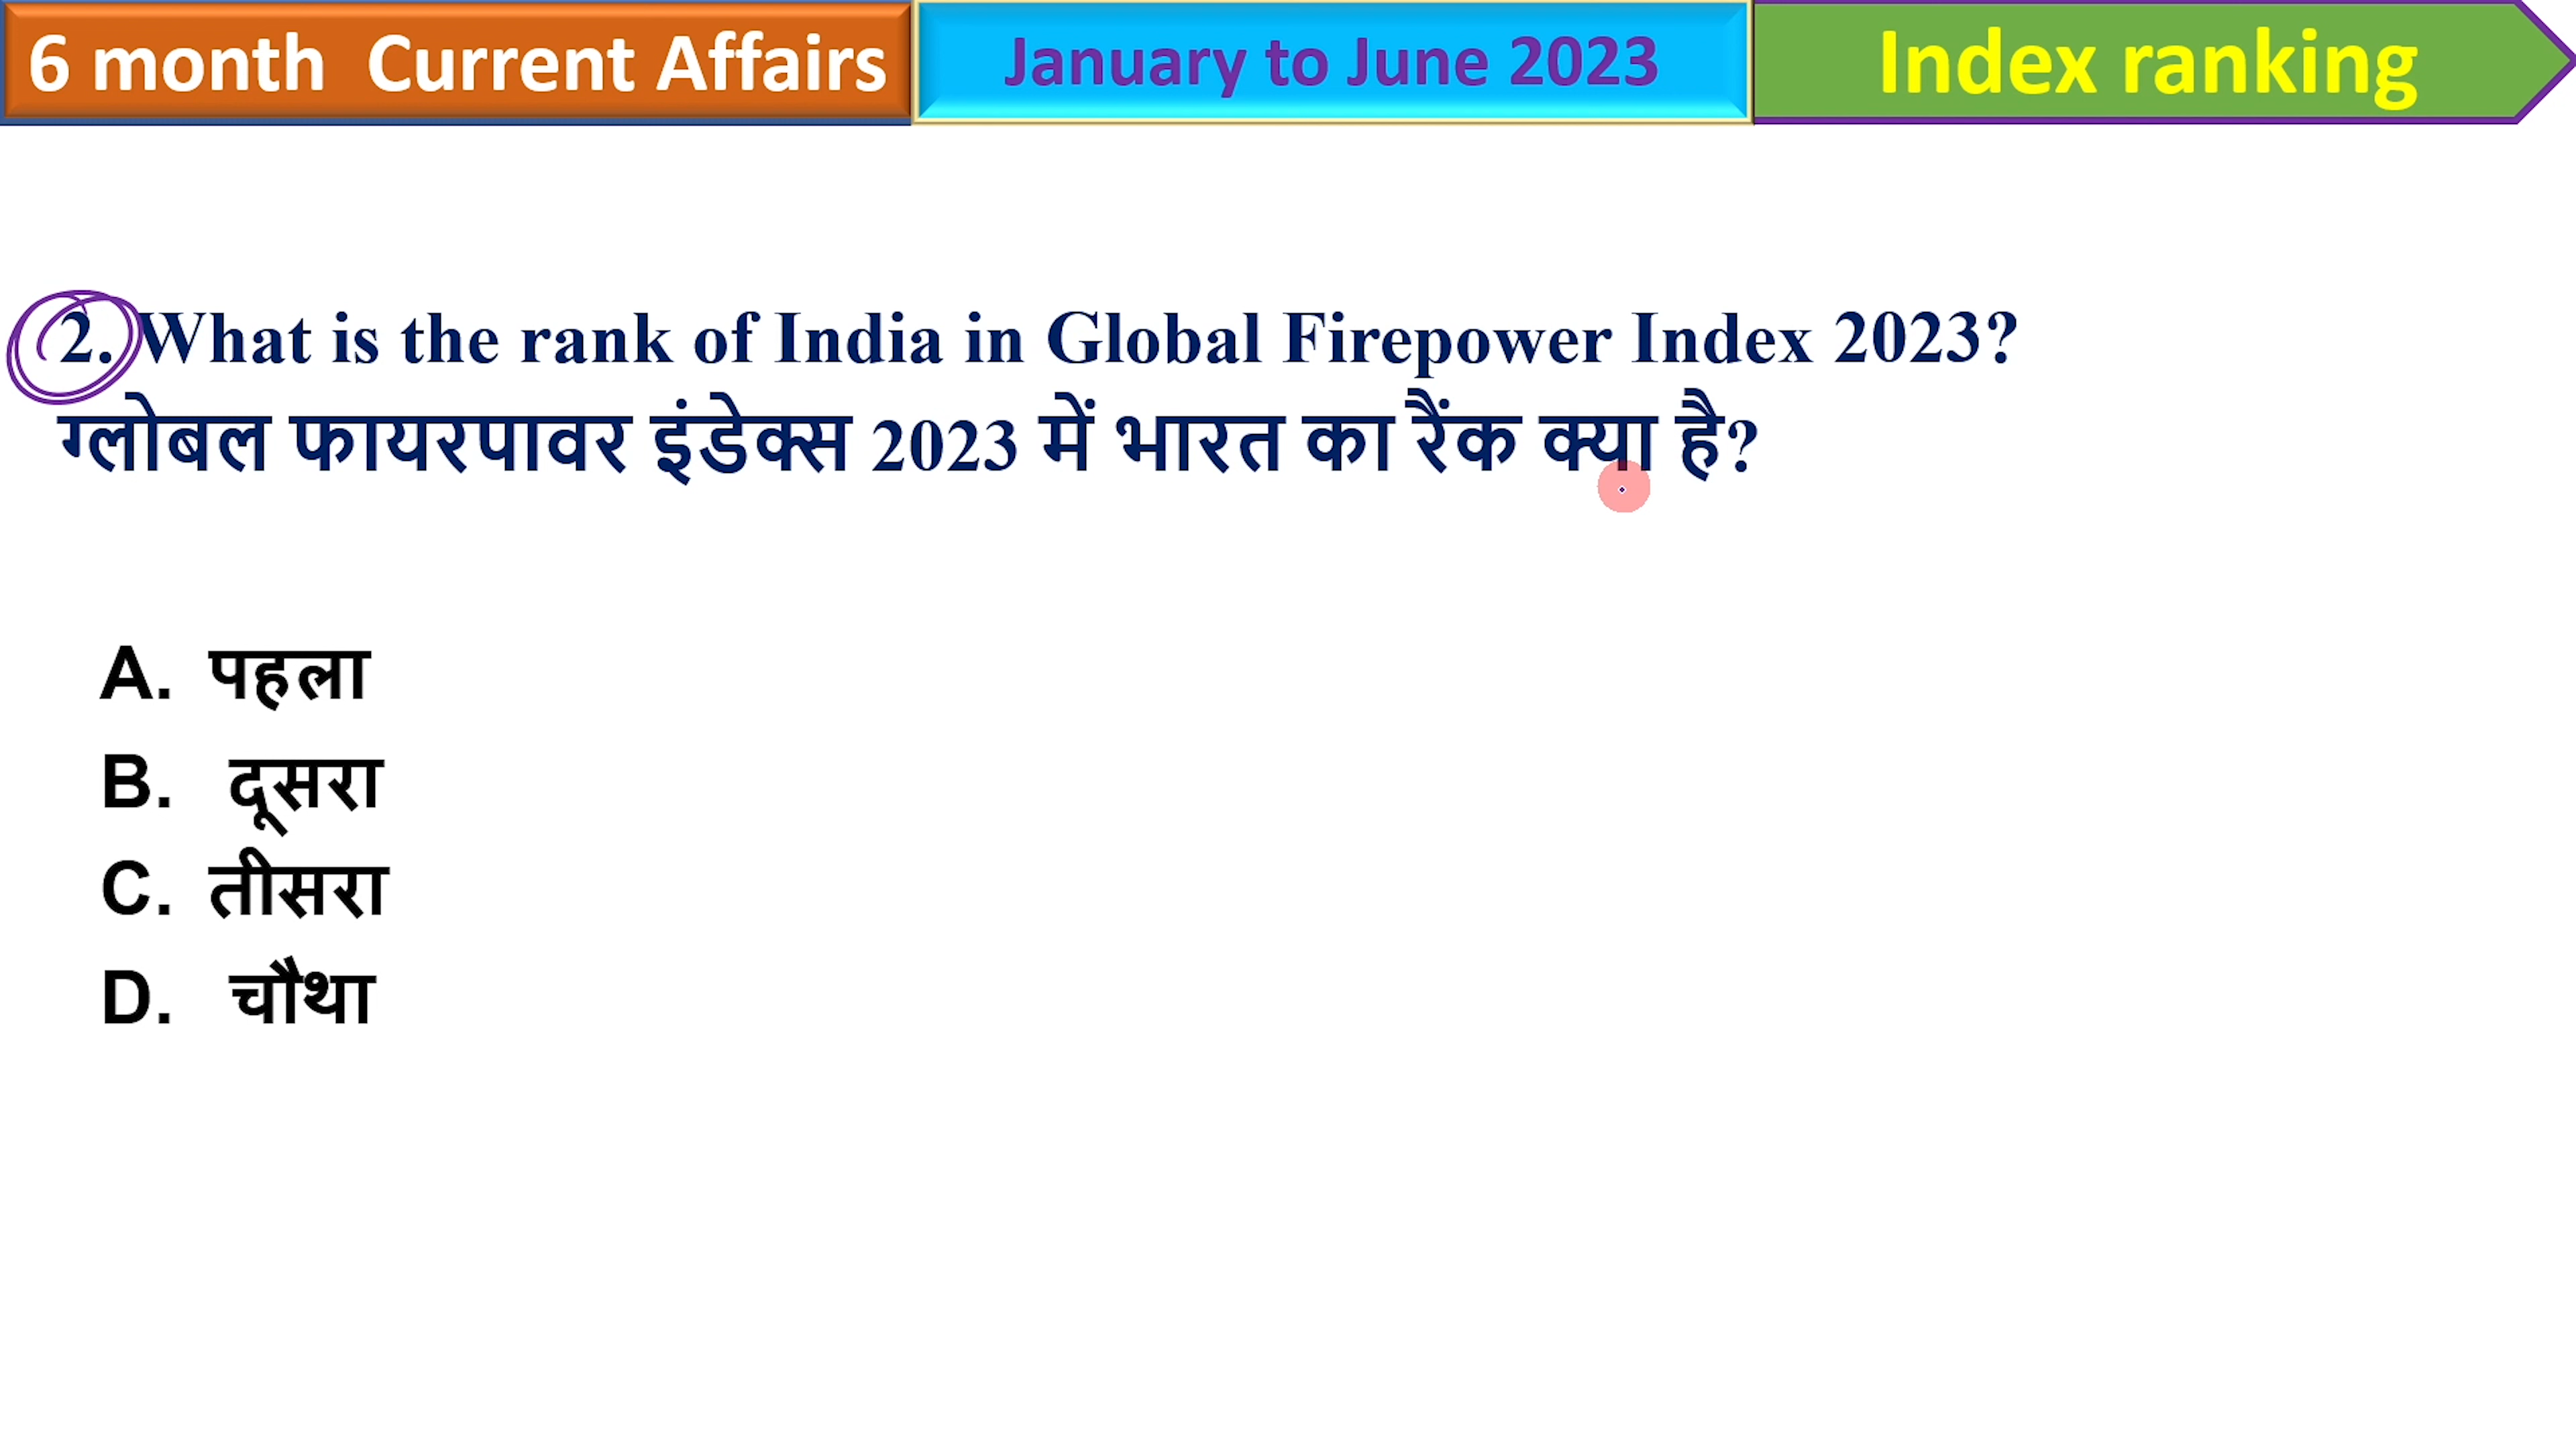 6 month Current Affairs
January to June 2023
Index ranking
2. What is the rank of India in Global Firepower Index 2023?
ग्लोबल फायरपावर इंडेक्स 2023 में भारत का रैंक क्या है?
A. पहला
B. दूसरा
C. तीसरा
D. चौथा